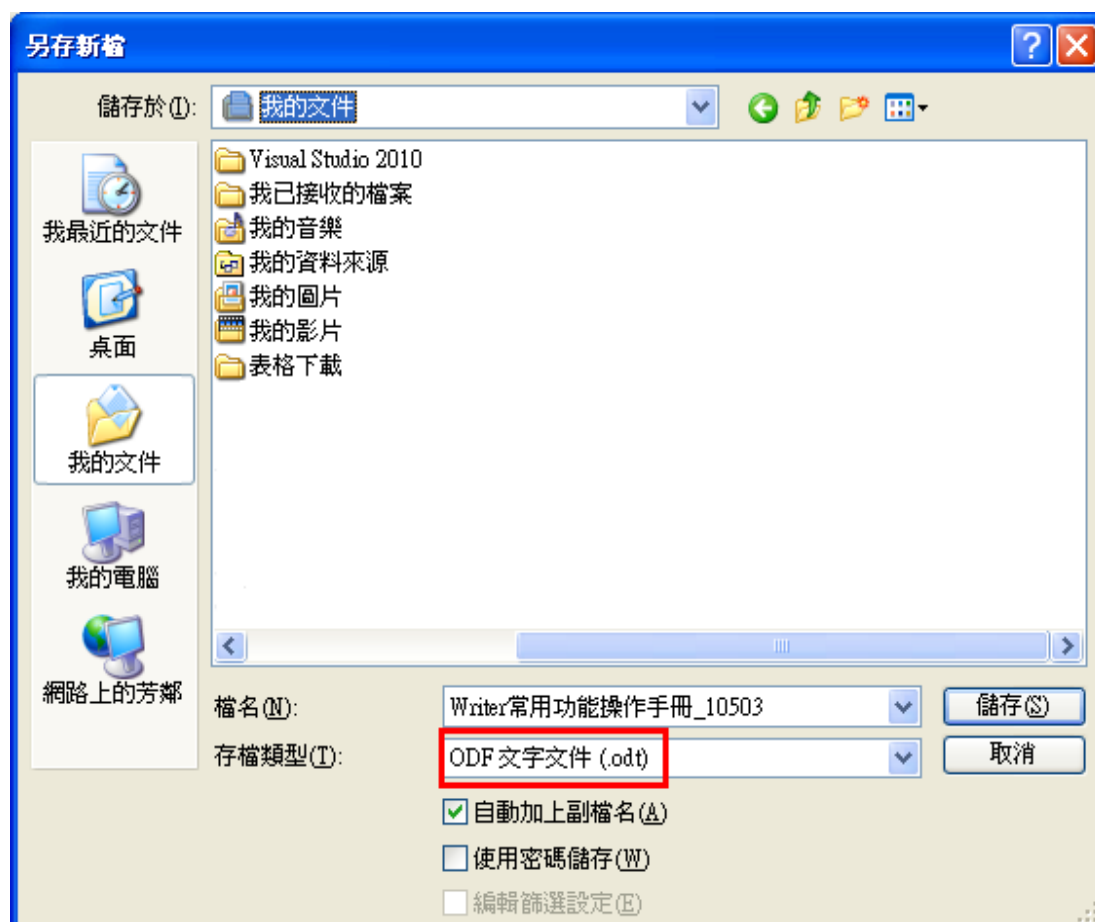 另存新檔
儲存於(I): 我的文件
Visual Studio 2010
我已接收的檔案
我的音樂
我的資料來源
我的圖片
我的影片
表格下載
我最近的文件
桌面
我的文件
我的電腦
網路上的芳鄰
檔名(N): Writer常用功能操作手冊_10503 儲存(S)
存檔類型(T): ODF 文字文件 (.odt) 取消
自動加上副檔名(A)
使用密碼儲存(W)
編輯篩選設定(E)